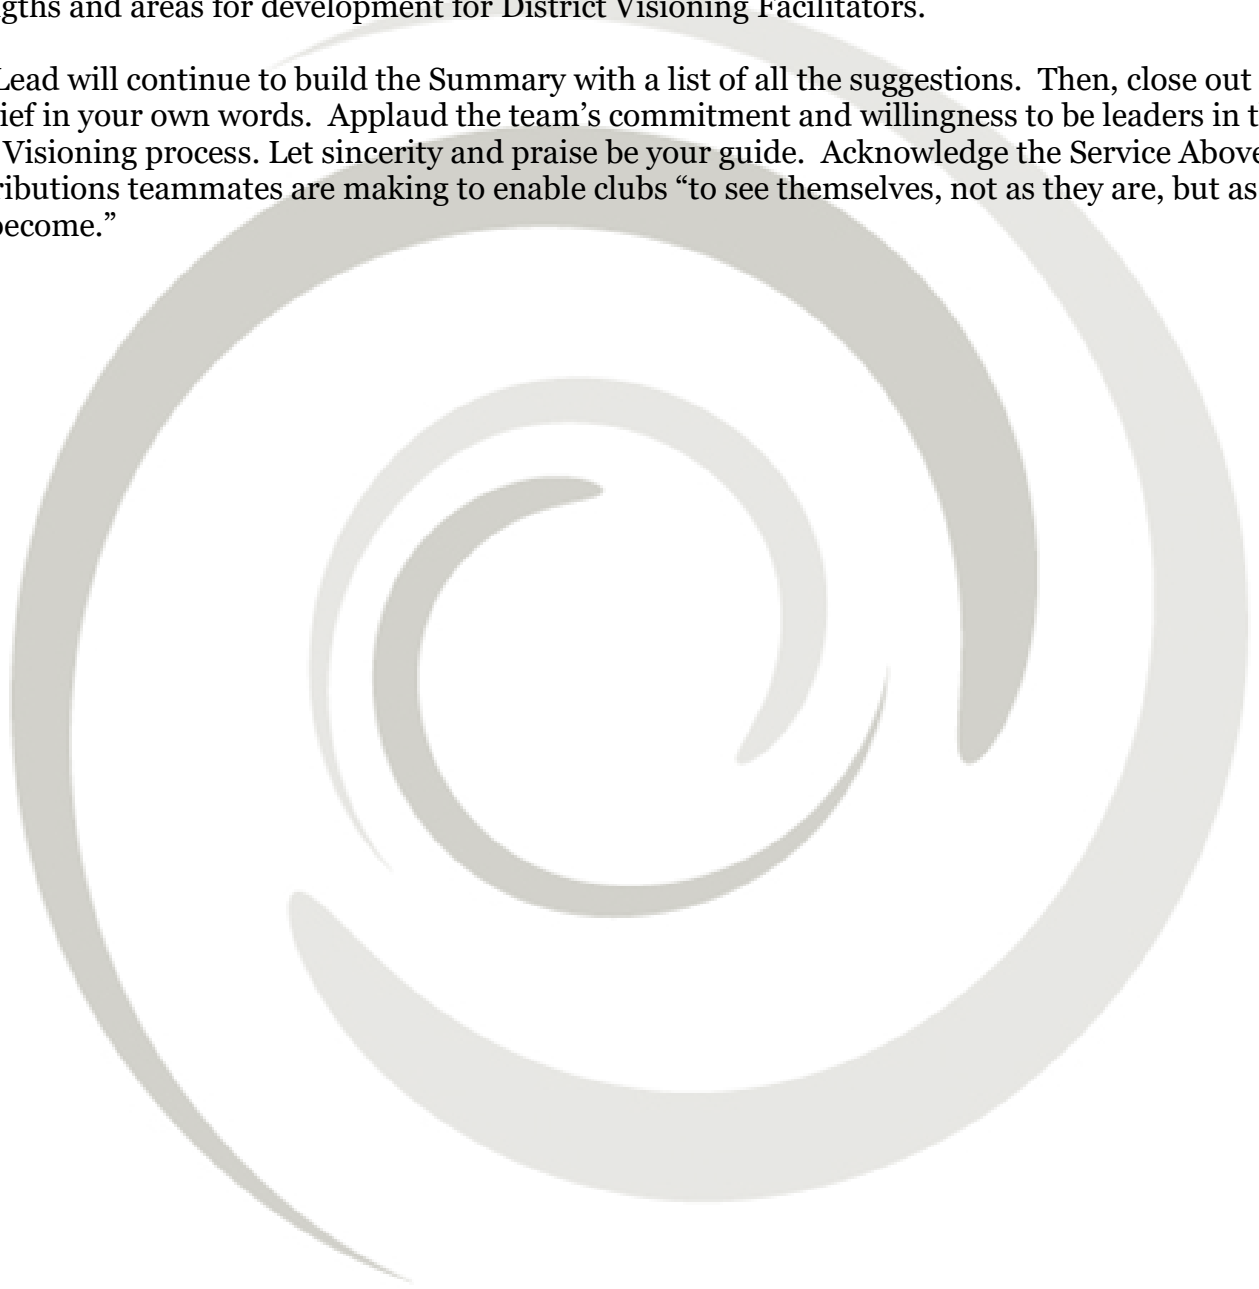 gths and areas for development for District Visioning Facilitators.
Lead will continue to build the Summary with a list of all the suggestions. Then, close out
ief in your own words. Applaud the team’s commitment and willingness to be leaders in t
Visioning process. Let sincerity and praise be your guide. Acknowledge the Service Above
ributions teammates are making to enable clubs “to see themselves, not as they are, but as
become.”